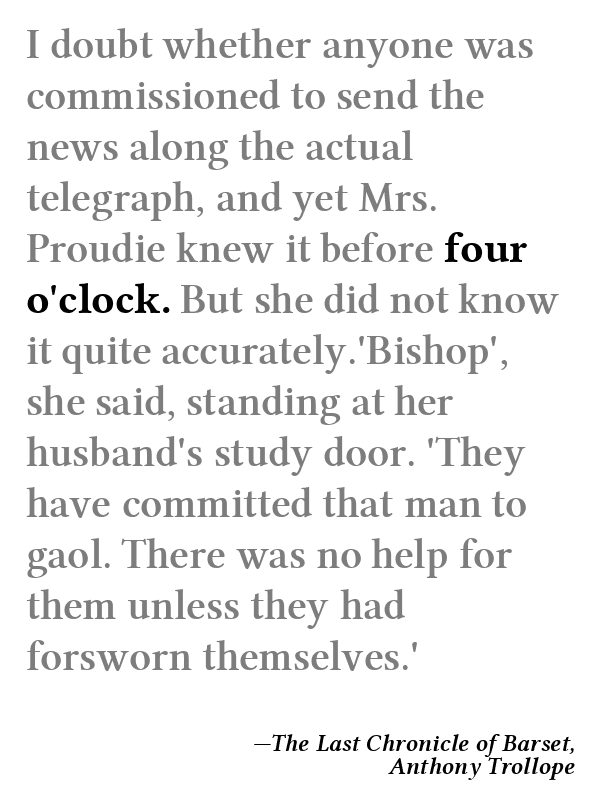 I doubt whether anyone was
commissioned to send the
news along the actual
telegraph, and yet Mrs.
Proudie knew it before four
o'clock. But she did not know
it quite accurately.'Bishop',
she said, standing at her
husband's study door. 'They
have committed that man to
gaol. There was no help for
them unless they had
forsworn themselves.'
—The Last Chronicle of Barset,
Anthony Trollope